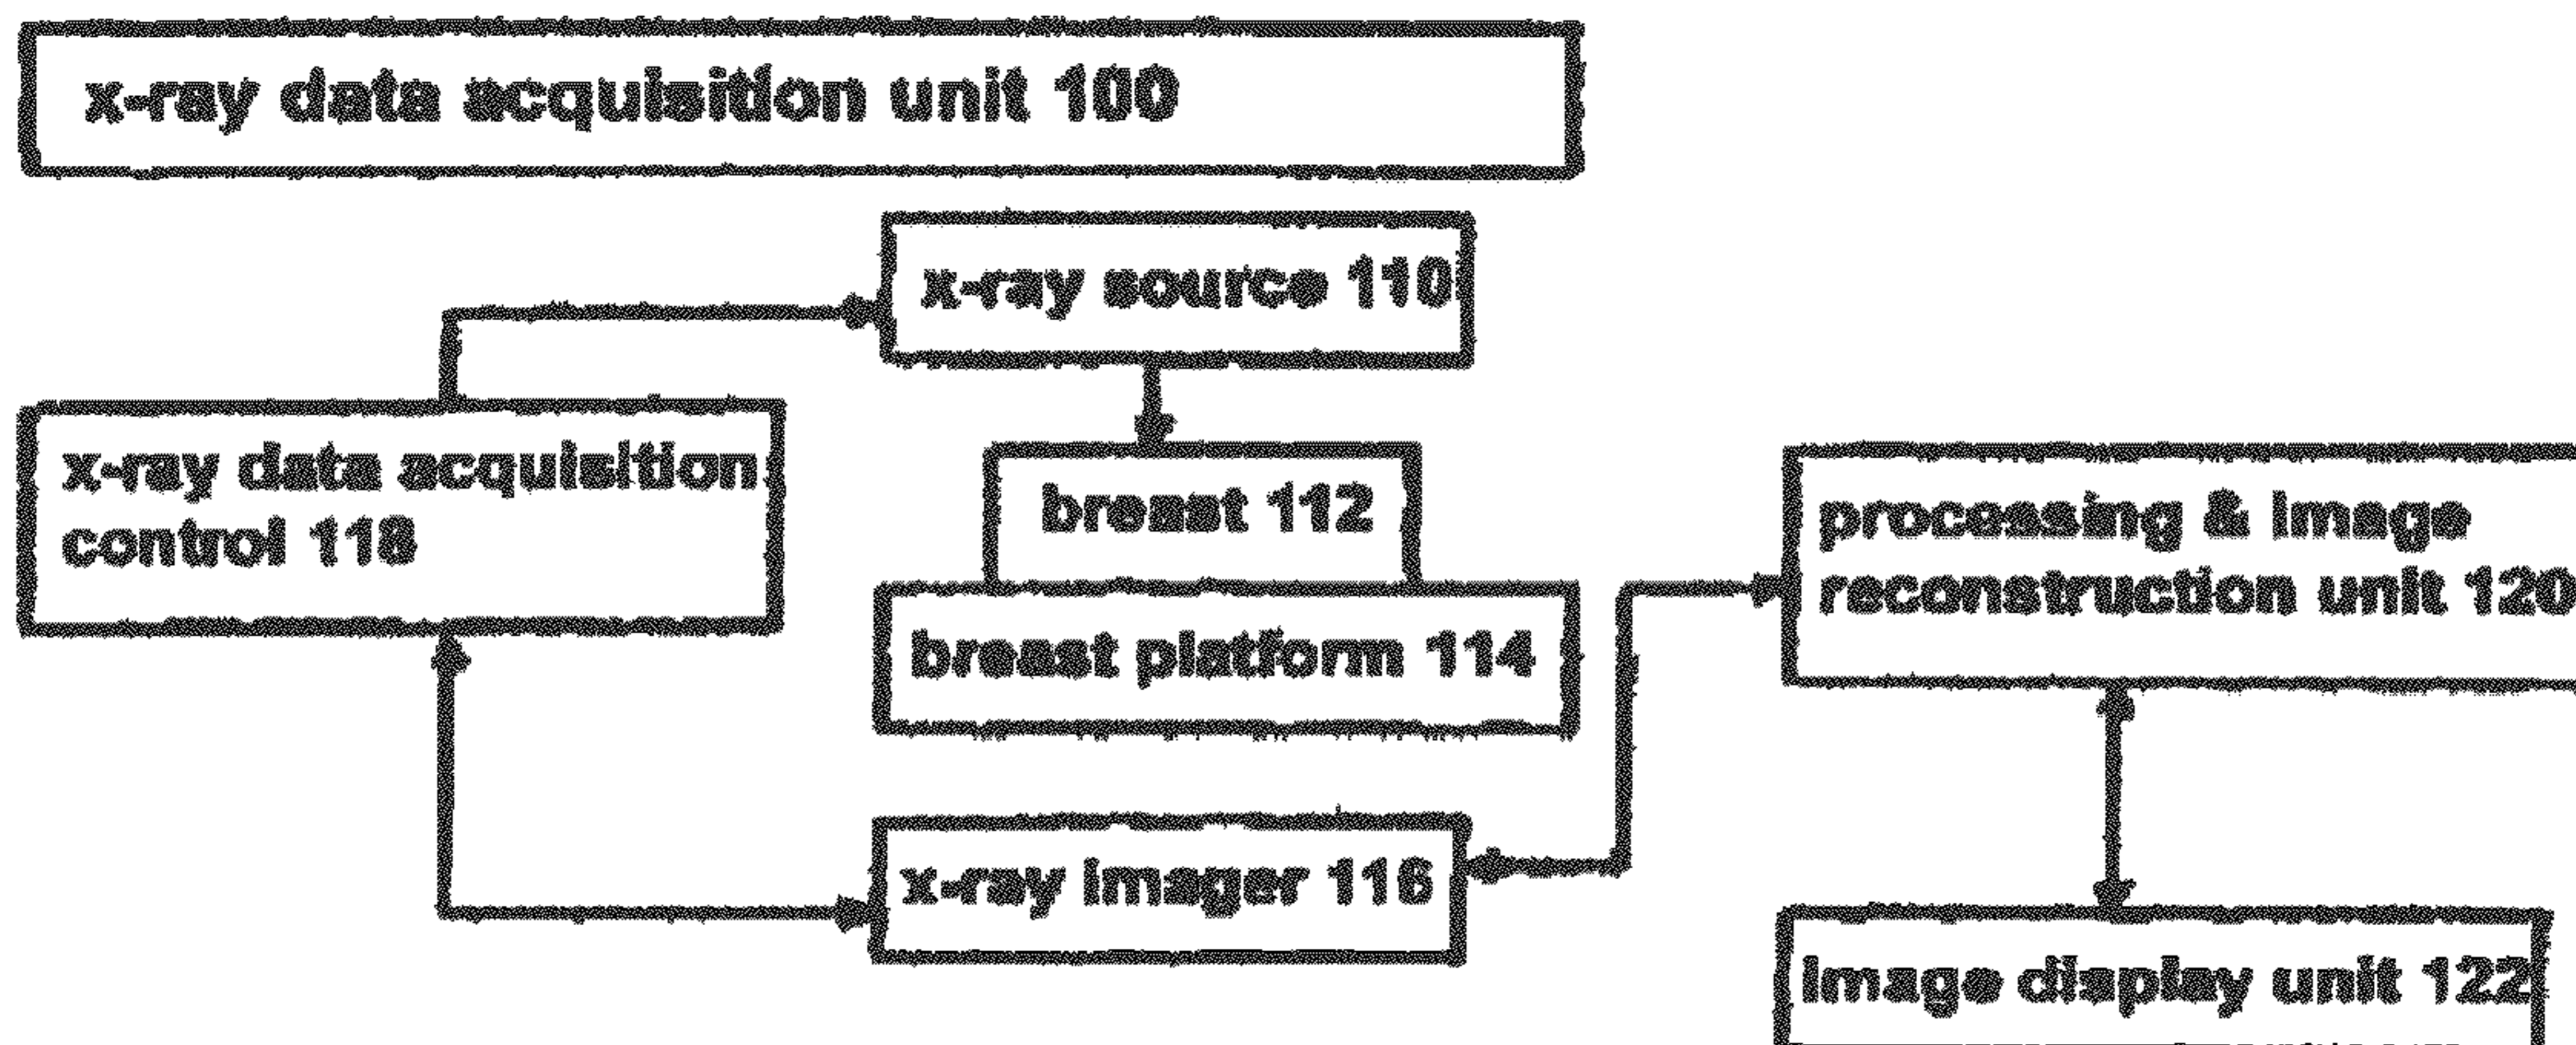 x-ray data acquisition unit 100
x-ray source 110
x-ray data acquisition
control 118
breast 112
breast platform 114
processing & image
reconstruction unit 120
x-ray imager 116
image display unit 122